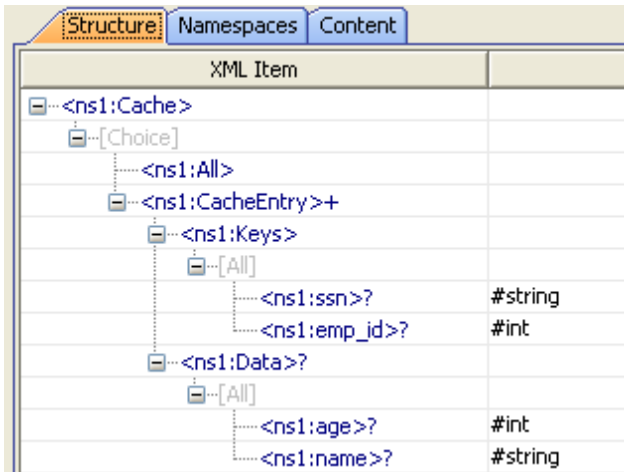 Structure Namespaces Content
XML Item
<ns1:Cache>
[Choice]
<ns1:All>
<ns1:CacheEntry>+
<ns1:Keys>
[All]
<ns1:ssn>? #string
<ns1:emp_id>? #int
<ns1:Data>?
[All]
<ns1:age>? #int
<ns1:name>? #string